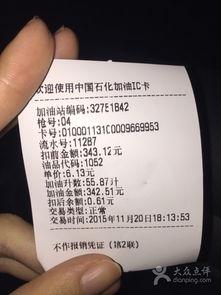 欢迎使用中国石化加油IC卡
加油站编码:327E1B42
枪号:04
卡号:0100011310009669953
流水号:11287
扣前金额:343.12元
油品代码:1052
单价:6.13元
加油升数:55.87升
加油金额:342.51元
扣后余额:0.61元
交易类型:正常
交易时间:2015年11月20日18:13:53
不作报销凭证 (第2联)
大众点评
dianping.com